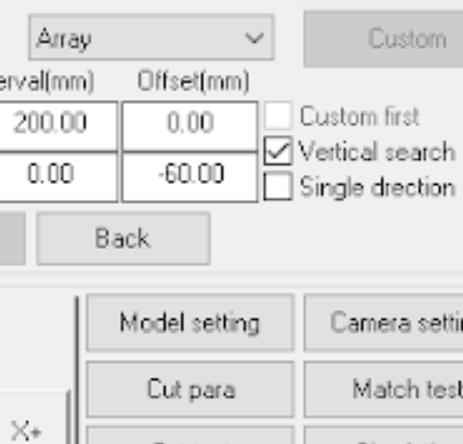 Array Custom
erval(mm) Offset(mm)
200.00 0.00 Custom first
Vertical search
0.00 -60.00 Single drection
Back
Model setting Camera setti
Cut para Match test
X+